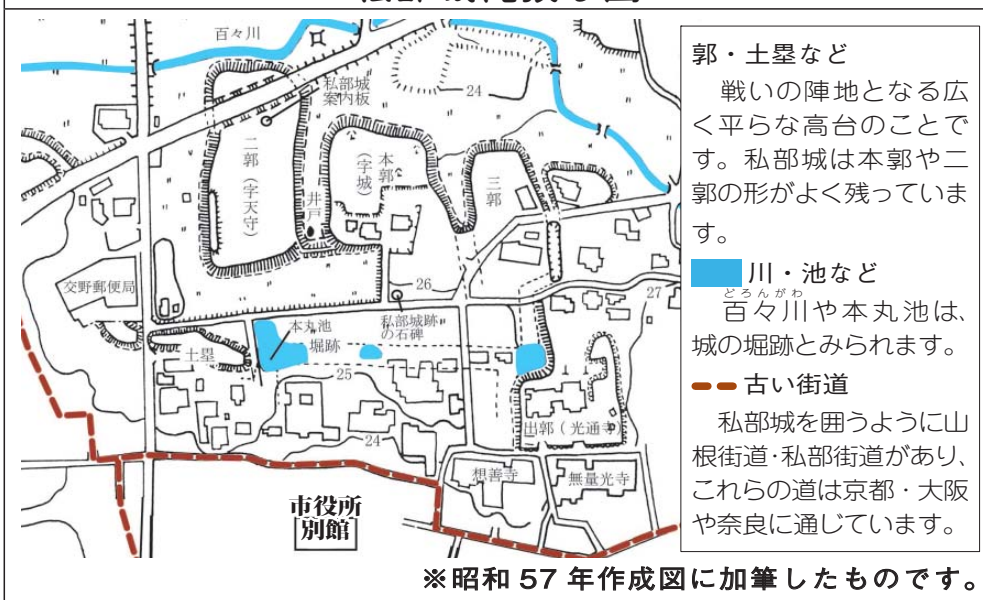 百々川
私部城
案内板
24
二郭(字天守)
井戸
本郭
(字城)
三郭
交野郵便局
26
27
本丸池
堀跡
私部城跡
の石碑
土塁
25
24
出郭(光通寺)
想善寺
無量光寺
市役所
別館
郭・土塁など
戦いの陣地となる広
く平らな高台のことで
す。私部城は本郭や二
郭の形がよく残っていま
す。
川・池など
どろんがわ
百々川や本丸池は、
城の堀跡とみられます。
古い街道
私部城を囲うように山
根街道・私部街道があり、
これらの道は京都・大阪
や奈良に通じています。
※昭和 57 年作成図に加筆したものです。